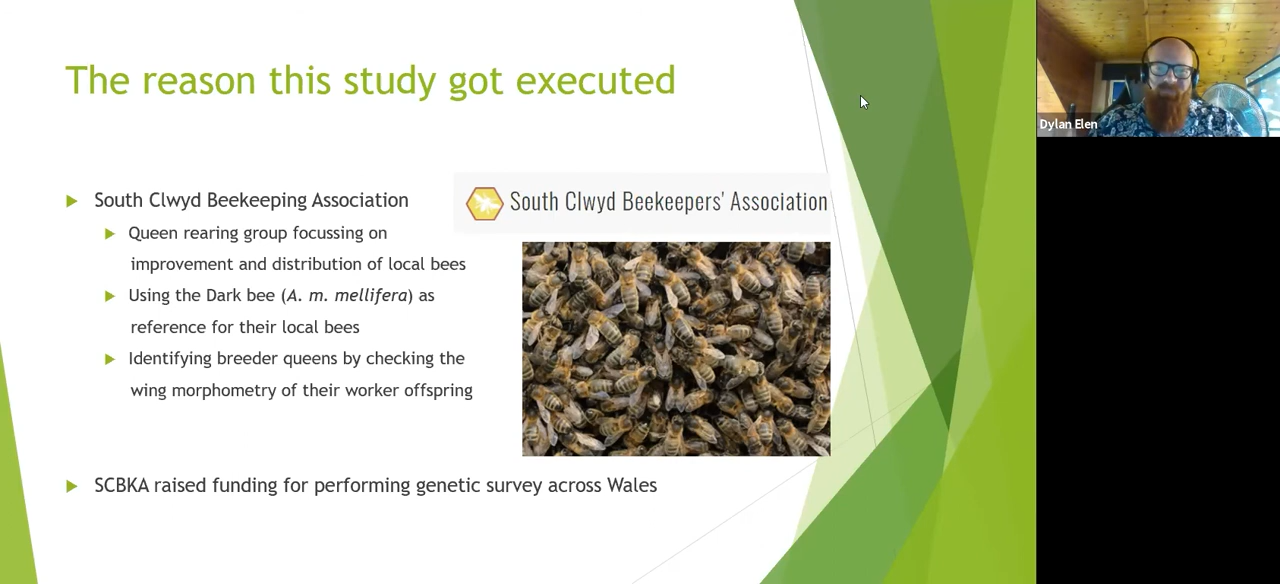 The reason this study got executed
South Clwyd Beekeeping Association
Queen rearing group focussing on
improvement and distribution of local bees
Using the Dark bee (A. m. mellifera) as
reference for their local bees
Identifying breeder queens by checking the
wing morphometry of their worker offspring
SCBKA raised funding for performing genetic survey across Wales
South Clwyd Beekeepers' Association
Dylan Elen